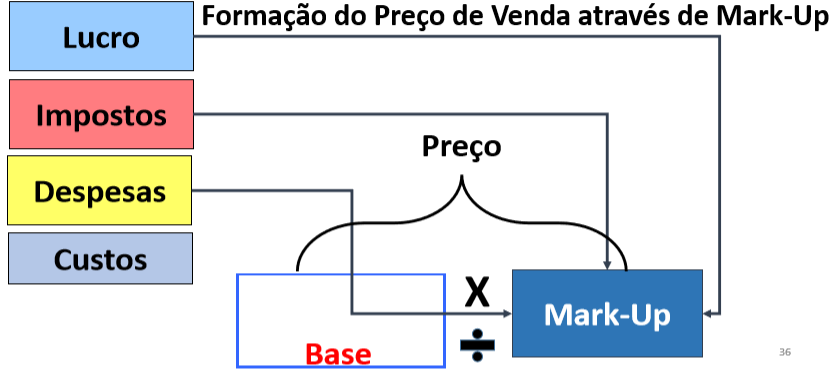 Formação do Preço de Venda através de Mark-Up
Lucro
Impostos
Despesas
Custos
Preço
X
÷
Base
Mark-Up
36